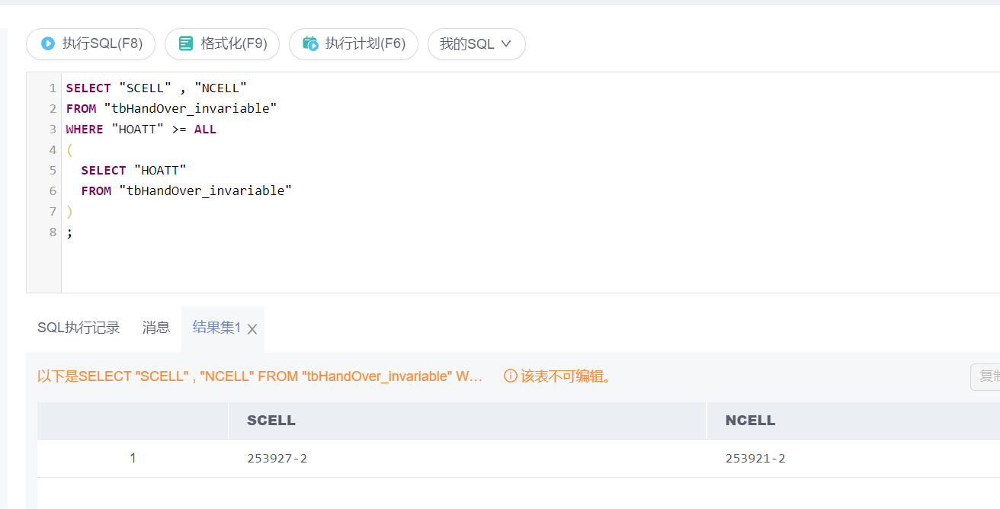 执行SQL(F8) 格式化(F9) 执行计划(F6) 我的SQL
1 SELECT "SCELL" , "NCELL"
2 FROM "tbHandOver_invariable"
3 WHERE "HOATT" >= ALL
4 (
5 SELECT "HOATT"
6 FROM "tbHandOver_invariable"
7 )
8 ;
SQL执行记录 消息 结果集1
以下是SELECT "SCELL" , "NCELL" FROM "tbHandOver_invariable" W... 该表不可编辑。 复制
SCELL NCELL
1 253927-2 253921-2